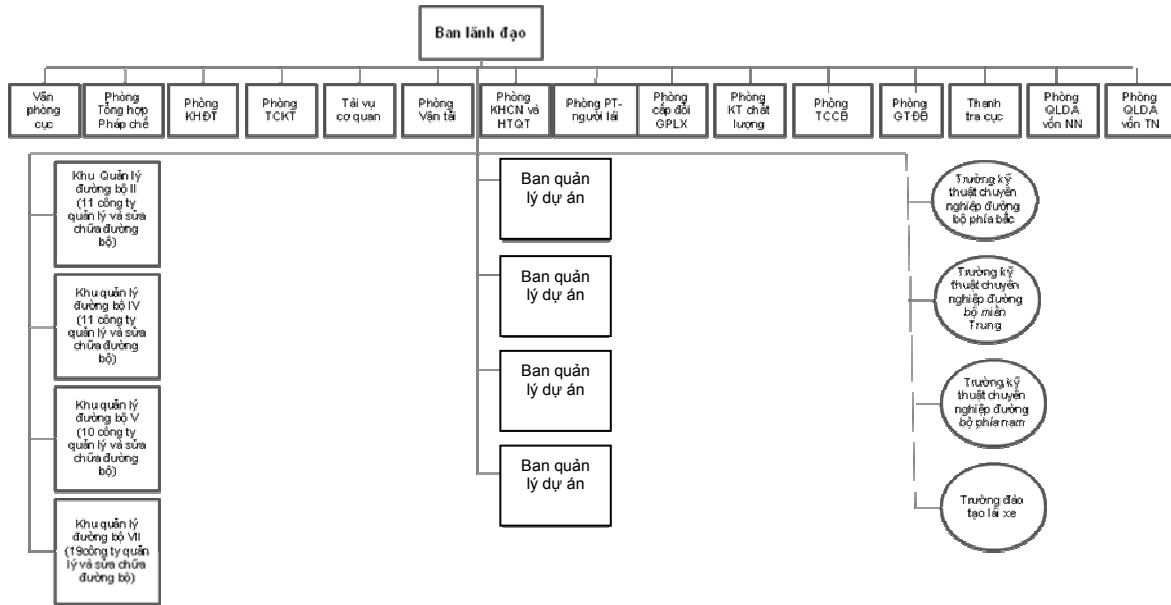 Ban lãnh đạo
Văn
phòng
cục
Phòng
Tổng hợp
Pháp chế
Phòng
KHĐT
Phòng
TCKT
Tài vụ
cơ quan
Phòng
Vận tải
Phòng
KHCN và
HTQT
Phòng PT-
người lái
Phòng
cấp đổi
GPLX
Phòng
KT chất
lượng
Phòng
TCCB
Phòng
GTĐB
Thanh
tra cục
Phòng
QLDA
vốn NN
Phòng
QLDA
vốn TN
Khu Quản lý
đường bộ II
(11 công ty
quản lý và sửa
chữa đường
bộ)
Khu quản lý
đường bộ IV
(11 công ty
quản lý và sửa
chữa đường
bộ)
Khu quản lý
đường bộ V
(10 công ty
quản lý và sửa
chữa đường
bộ)
Khu quản lý
đường bộ VII
(19công ty quản
lý và sửa chữa
đường bộ)
Ban quản
lý dự án
Ban quản
lý dự án
Ban quản
lý dự án
Ban quản
lý dự án
Trường kỹ
thuật chuyên
nghiệp đường
bộ phía bắc
Trường kỹ
thuật chuyên
nghiệp đường
bộ miền
Trung
Trường kỹ
thuật chuyên
nghiệp đường
bộ phía nam
Trường đào
tạo lái xe